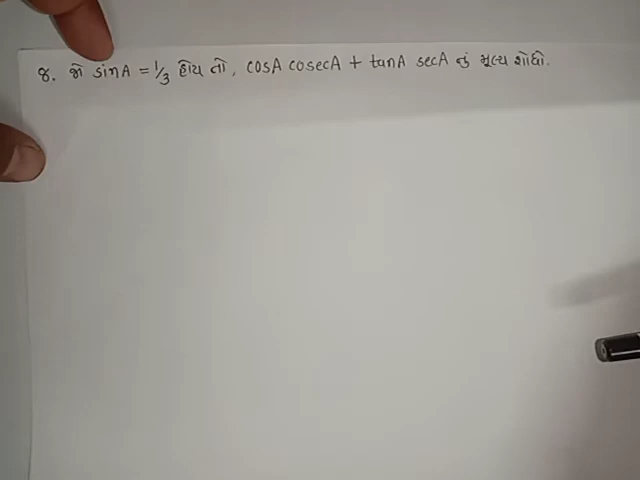 ૪. જો sinA = 1/3 હોય તો, cosA cosecA + tanA secA નું મૂલ્ય શોધો.